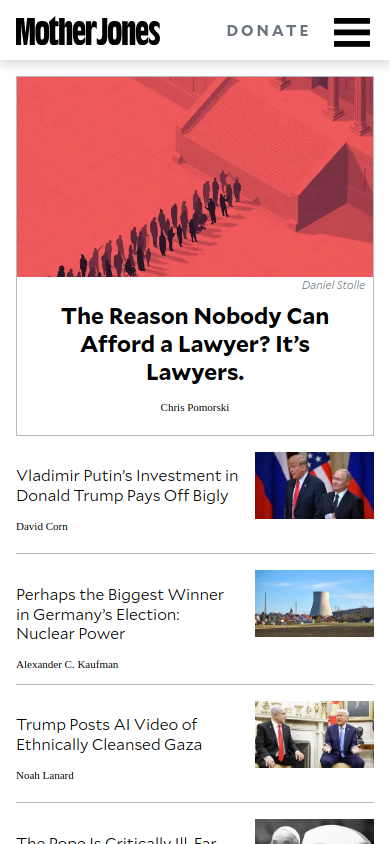 Mother Jones
DONATE
Daniel Stolle
The Reason Nobody Can
Afford a Lawyer? It’s
Lawyers.
Chris Pomorski
Vladimir Putin’s Investment in
Donald Trump Pays Off Bigly
David Corn
Perhaps the Biggest Winner
in Germany’s Election:
Nuclear Power
Alexander C. Kaufman
Trump Posts AI Video of
Ethnically Cleansed Gaza
Noah Lanard
The Pope Is Critically Ill. Far